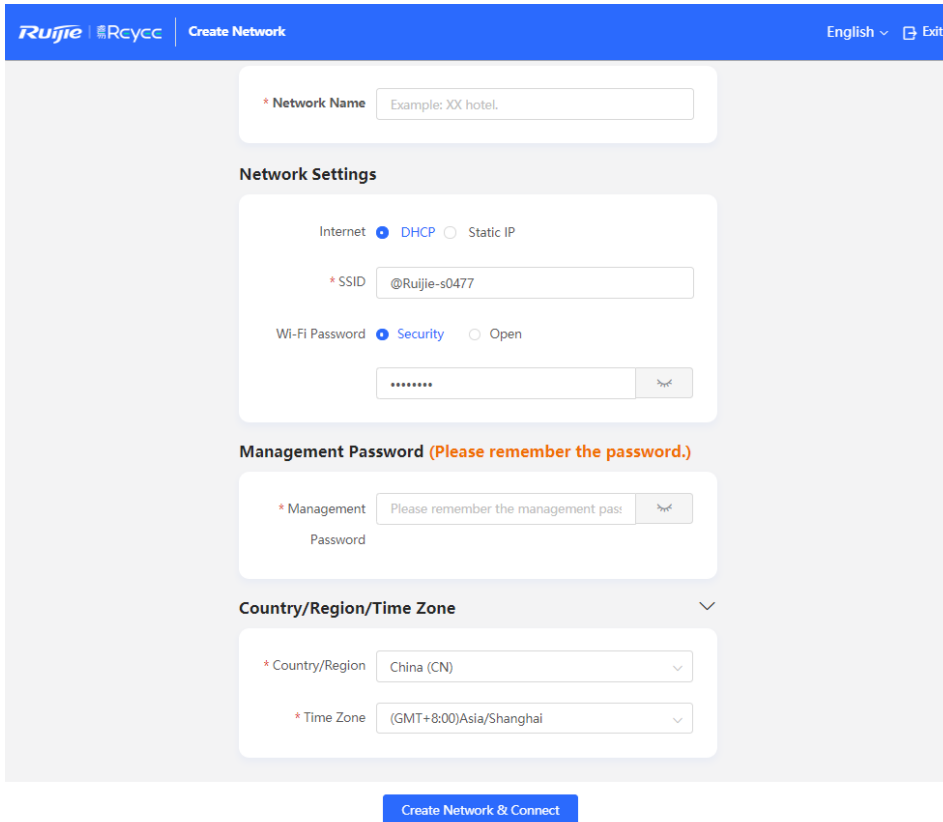 Ruijie | 睿易 Rcycc Create Network English Exit
* Network Name Example: XX hotel.
Network Settings
Internet DHCP Static IP
* SSID @Ruijie-s0477
Wi-Fi Password Security Open
••••••••
Management Password (Please remember the password.)
* Management Please remember the management pass
Password
Country/Region/Time Zone
* Country/Region China (CN)
* Time Zone (GMT+8:00)Asia/Shanghai
Create Network & Connect